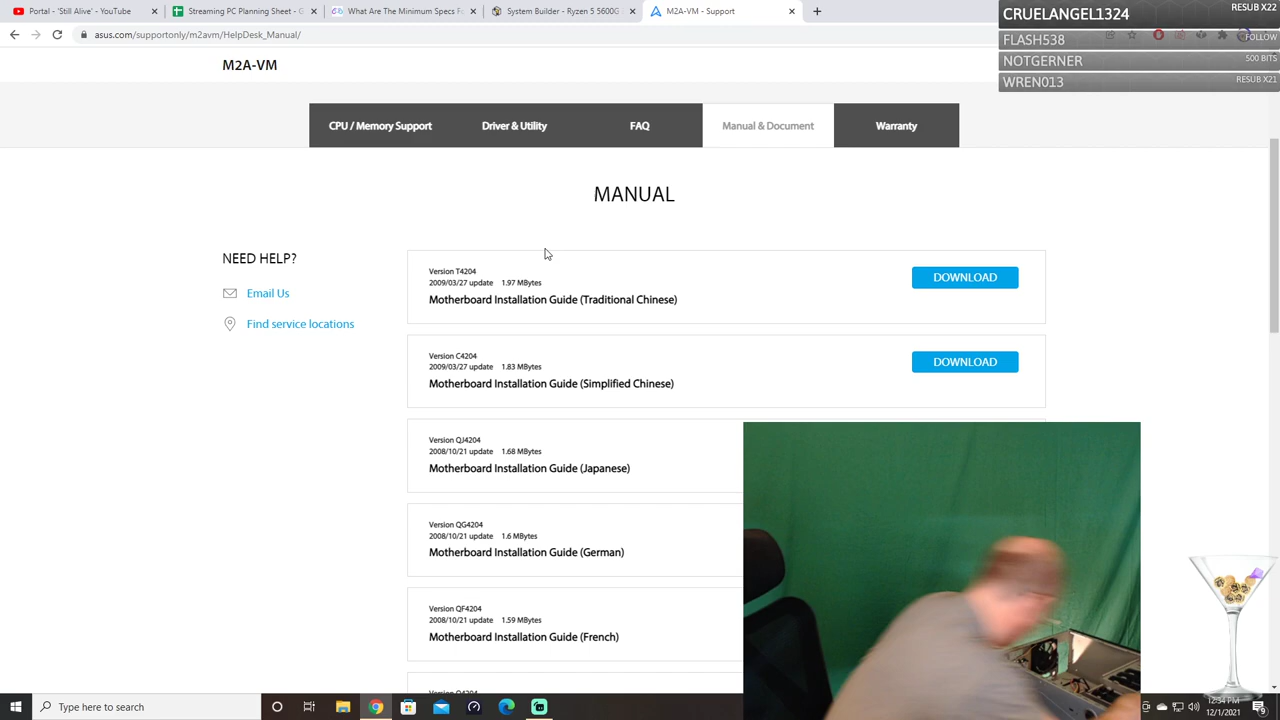 Portal - 'Still Alive' - YouTube
Streaming PC Planning Sheet - G
What Are The Minimum Specs F
System Builder - Ryzen 5 5600G
M2A-VM - Support
asus.com/supportonly/m2avm/HelpDesk_Manual/
CRUELANGEL1324
RESUB X22
FLASH538
FOLLOW
NOTGERNER
500 BITS
WREN013
RESUB X21
M2A-VM
CPU / Memory Support
Driver & Utility
FAQ
Manual & Document
Warranty
MANUAL
NEED HELP?
Email Us
Find service locations
Version T4204
2009/03/27 update 1.97 MBytes
Motherboard Installation Guide (Traditional Chinese)
DOWNLOAD
Version C4204
2009/03/27 update 1.83 MBytes
Motherboard Installation Guide (Simplified Chinese)
DOWNLOAD
Version QJ4204
2008/10/21 update 1.68 MBytes
Motherboard Installation Guide (Japanese)
Version QG4204
2008/10/21 update 1.6 MBytes
Motherboard Installation Guide (German)
Version QF4204
2008/10/21 update 1.59 MBytes
Motherboard Installation Guide (French)
Type here to search
12:34 PM
12/1/2021